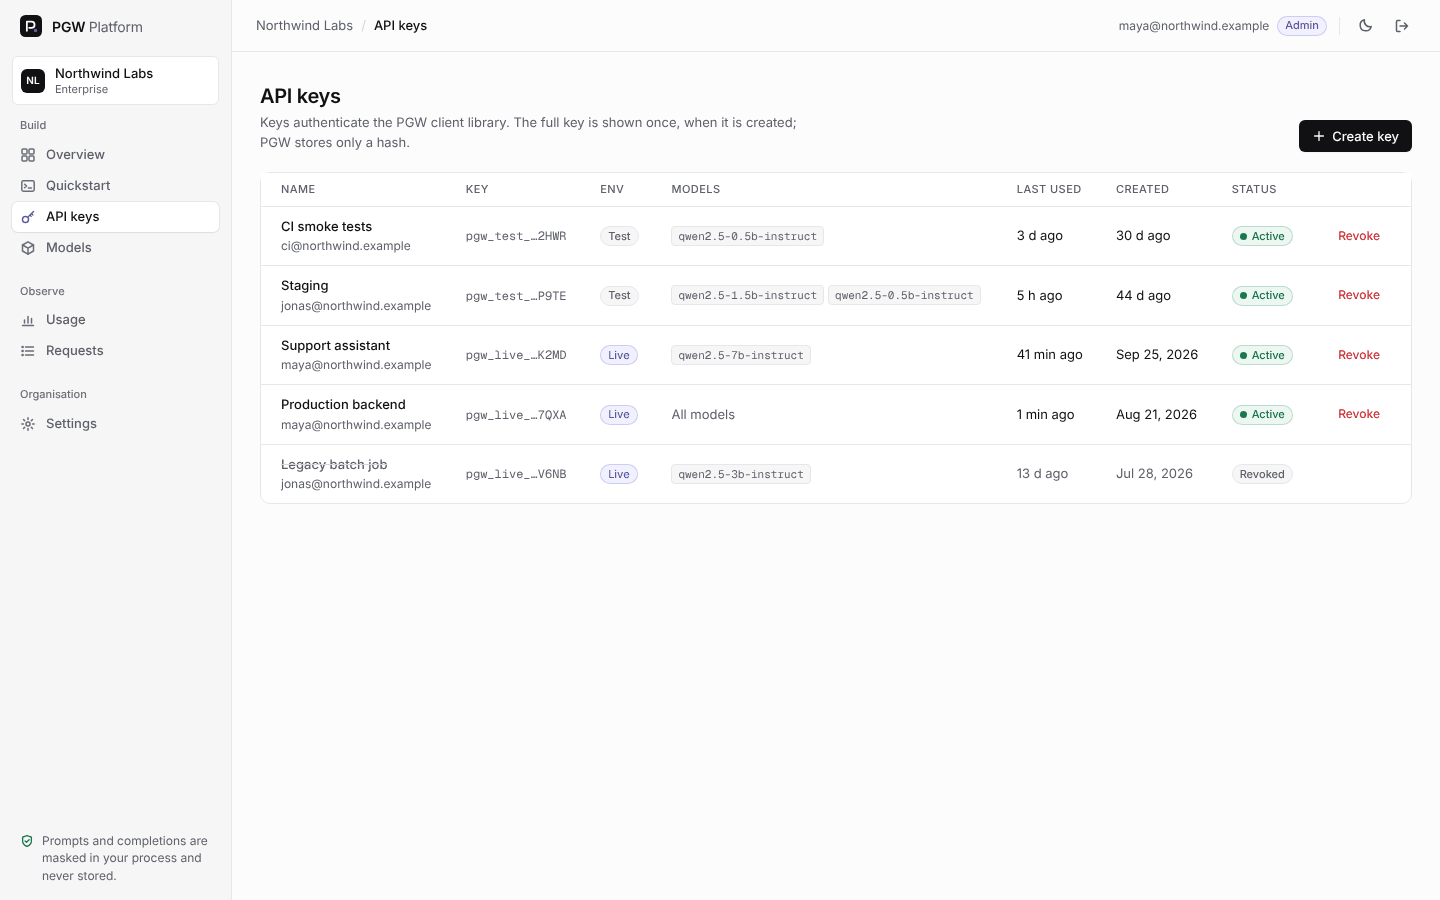 PGW Platform
NL
Northwind Labs
Enterprise
Build
Overview
Quickstart
API keys
Models
Observe
Usage
Requests
Organisation
Settings
Prompts and completions are
masked in your process and
never stored.
Northwind Labs / API keys
maya@northwind.example Admin
API keys
Keys authenticate the PGW client library. The full key is shown once, when it is created;
PGW stores only a hash.
+ Create key
NAME KEY ENV MODELS LAST USED CREATED STATUS
CI smoke tests
ci@northwind.example
pgw_test_…2HWR Test qwen2.5-0.5b-instruct 3 d ago 30 d ago Active Revoke
Staging
jonas@northwind.example
pgw_test_…P9TE Test qwen2.5-1.5b-instruct qwen2.5-0.5b-instruct 5 h ago 44 d ago Active Revoke
Support assistant
maya@northwind.example
pgw_live_…K2MD Live qwen2.5-7b-instruct 41 min ago Sep 25, 2026 Active Revoke
Production backend
maya@northwind.example
pgw_live_…7QXA Live All models 1 min ago Aug 21, 2026 Active Revoke
Legacy batch job
jonas@northwind.example
pgw_live_…V6NB Live qwen2.5-3b-instruct 13 d ago Jul 28, 2026 Revoked